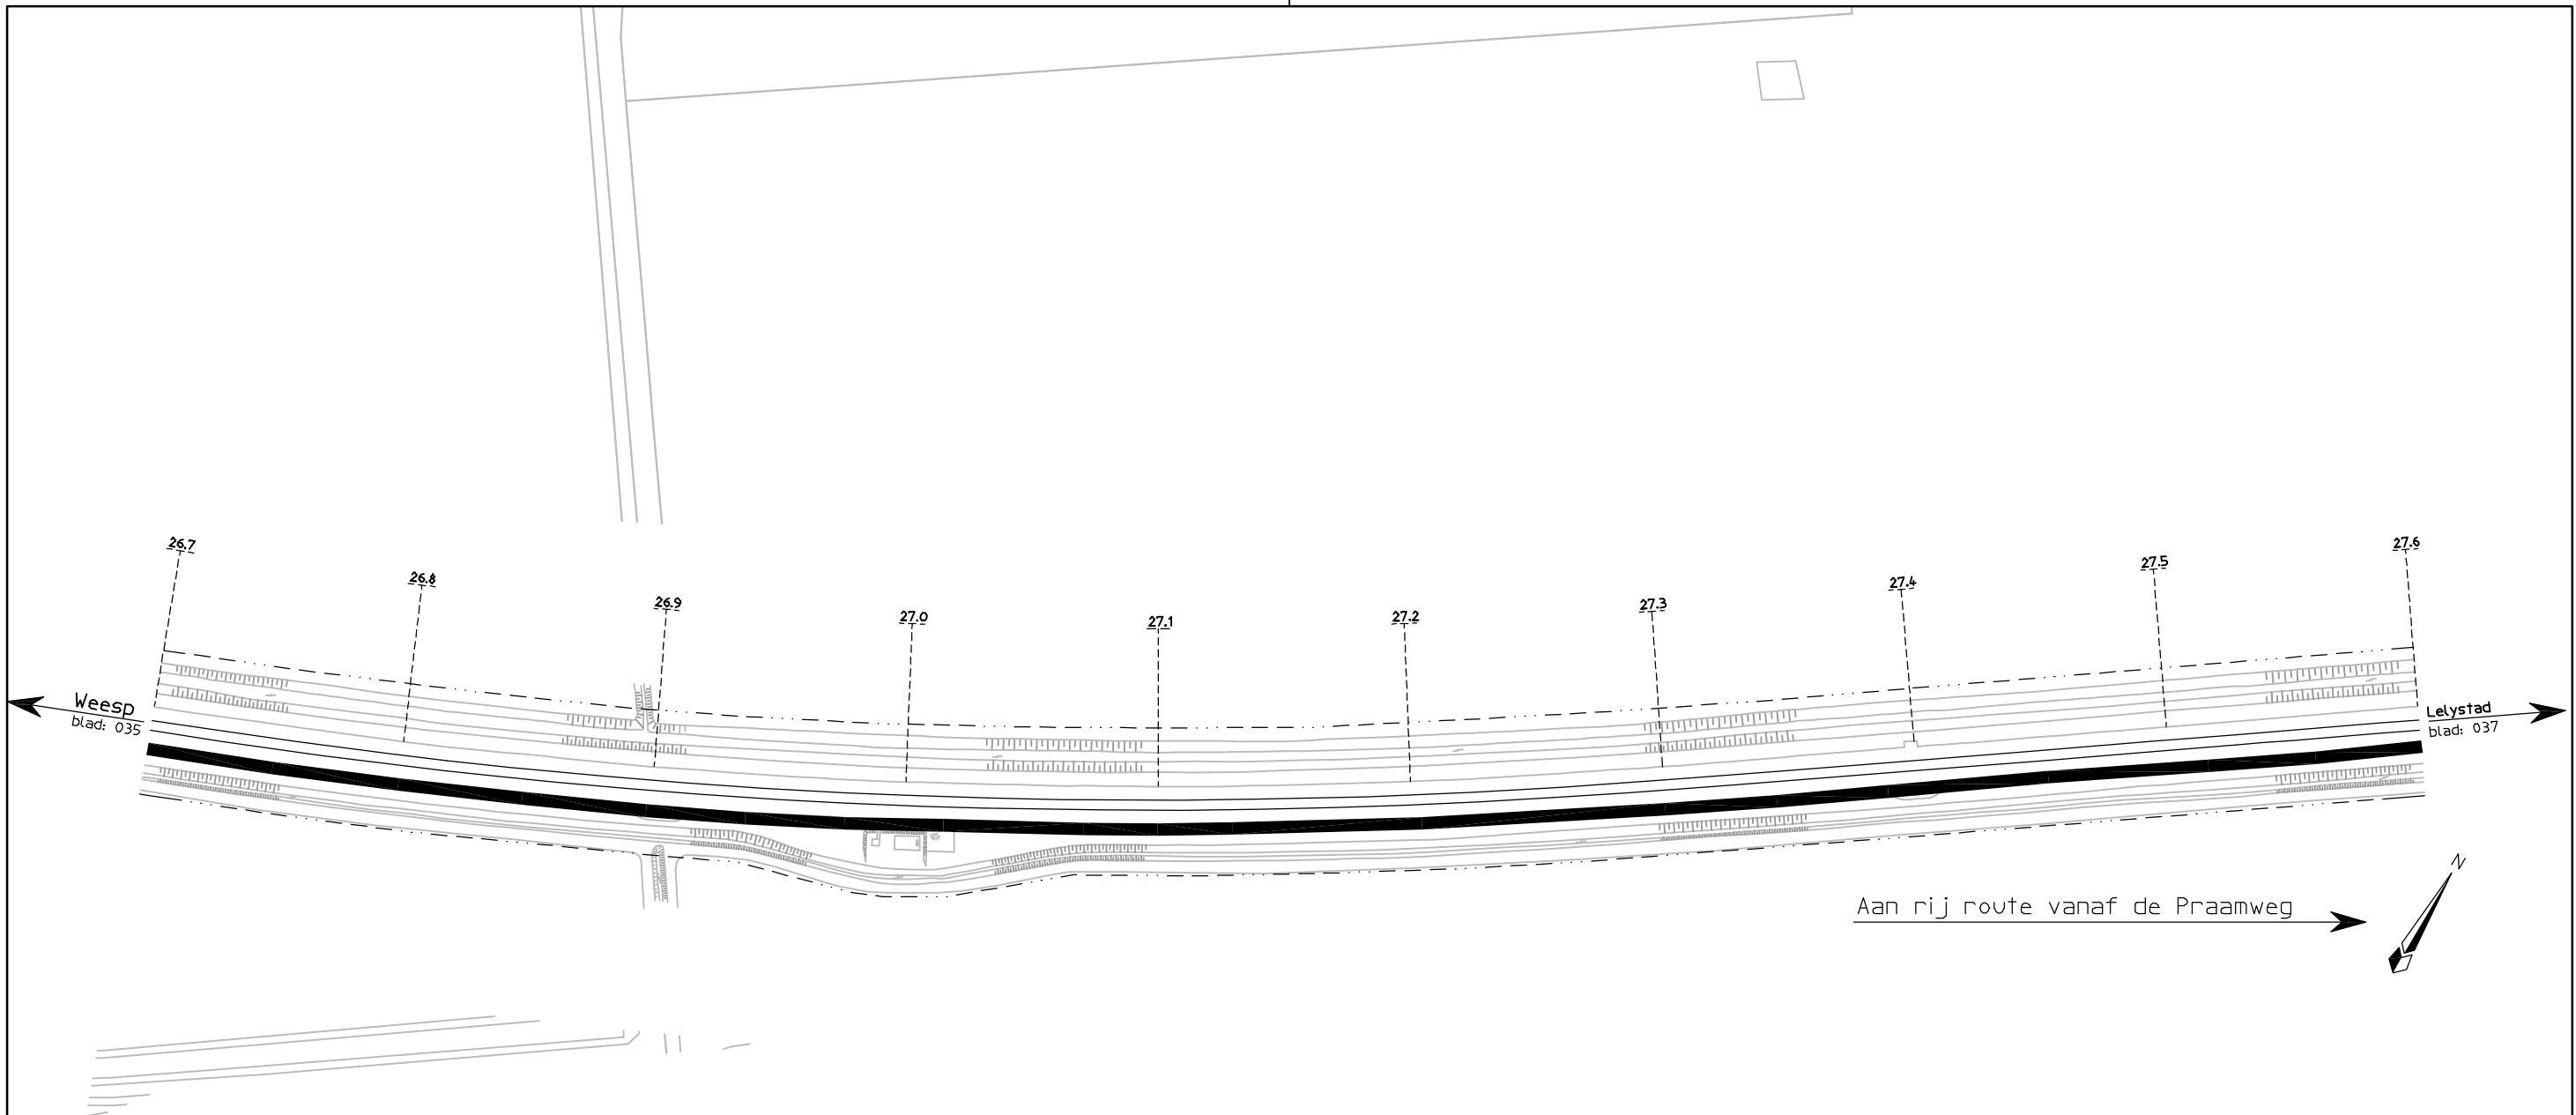 26.7
26.8
26.9
27.0
27.1
27.2
27.3
27.4
27.5
27.6
Weesp
blad: 035
Lelystad
blad: 037
N
Aan rij route vanaf de Praamweg